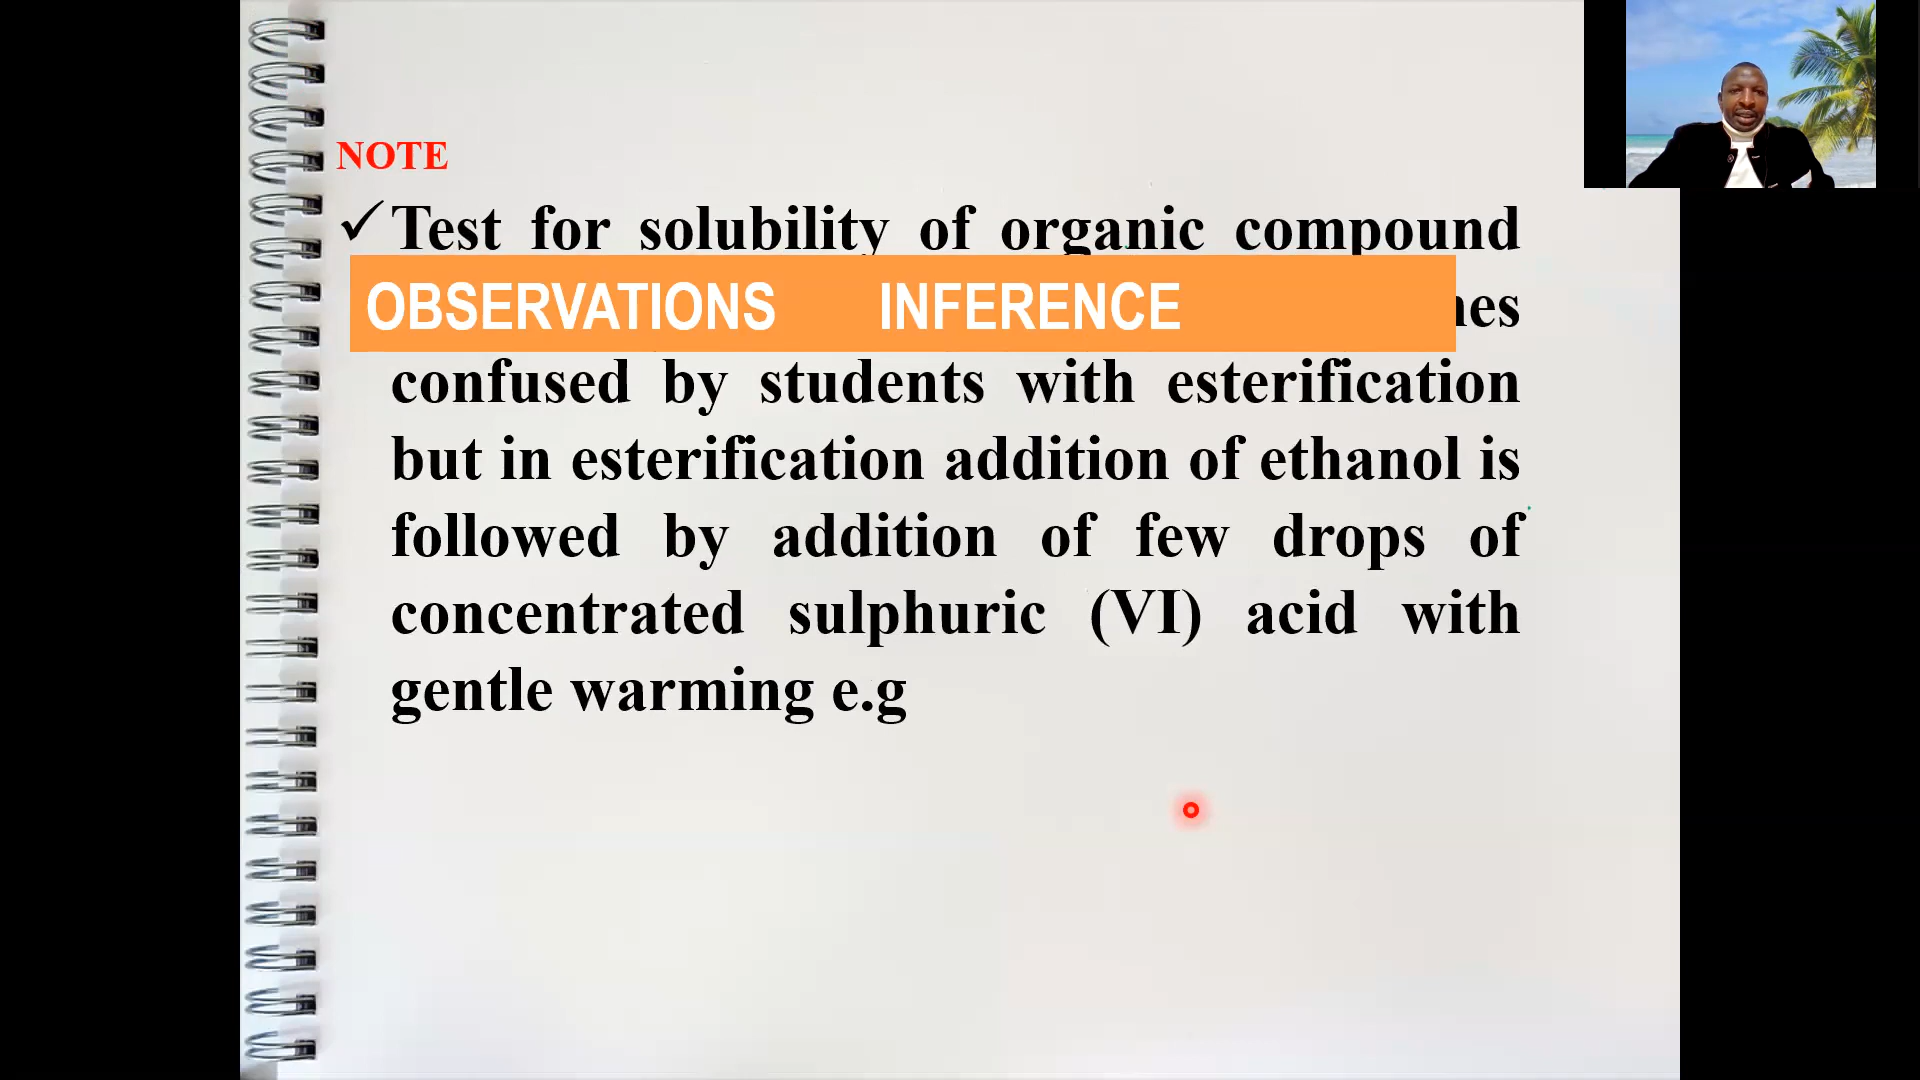 NOTE
✓Test for solubility of organic compound
OBSERVATIONS INFERENCE
confused by students with esterification
but in esterification addition of ethanol is
followed by addition of few drops of
concentrated sulphuric (VI) acid with
gentle warming e.g